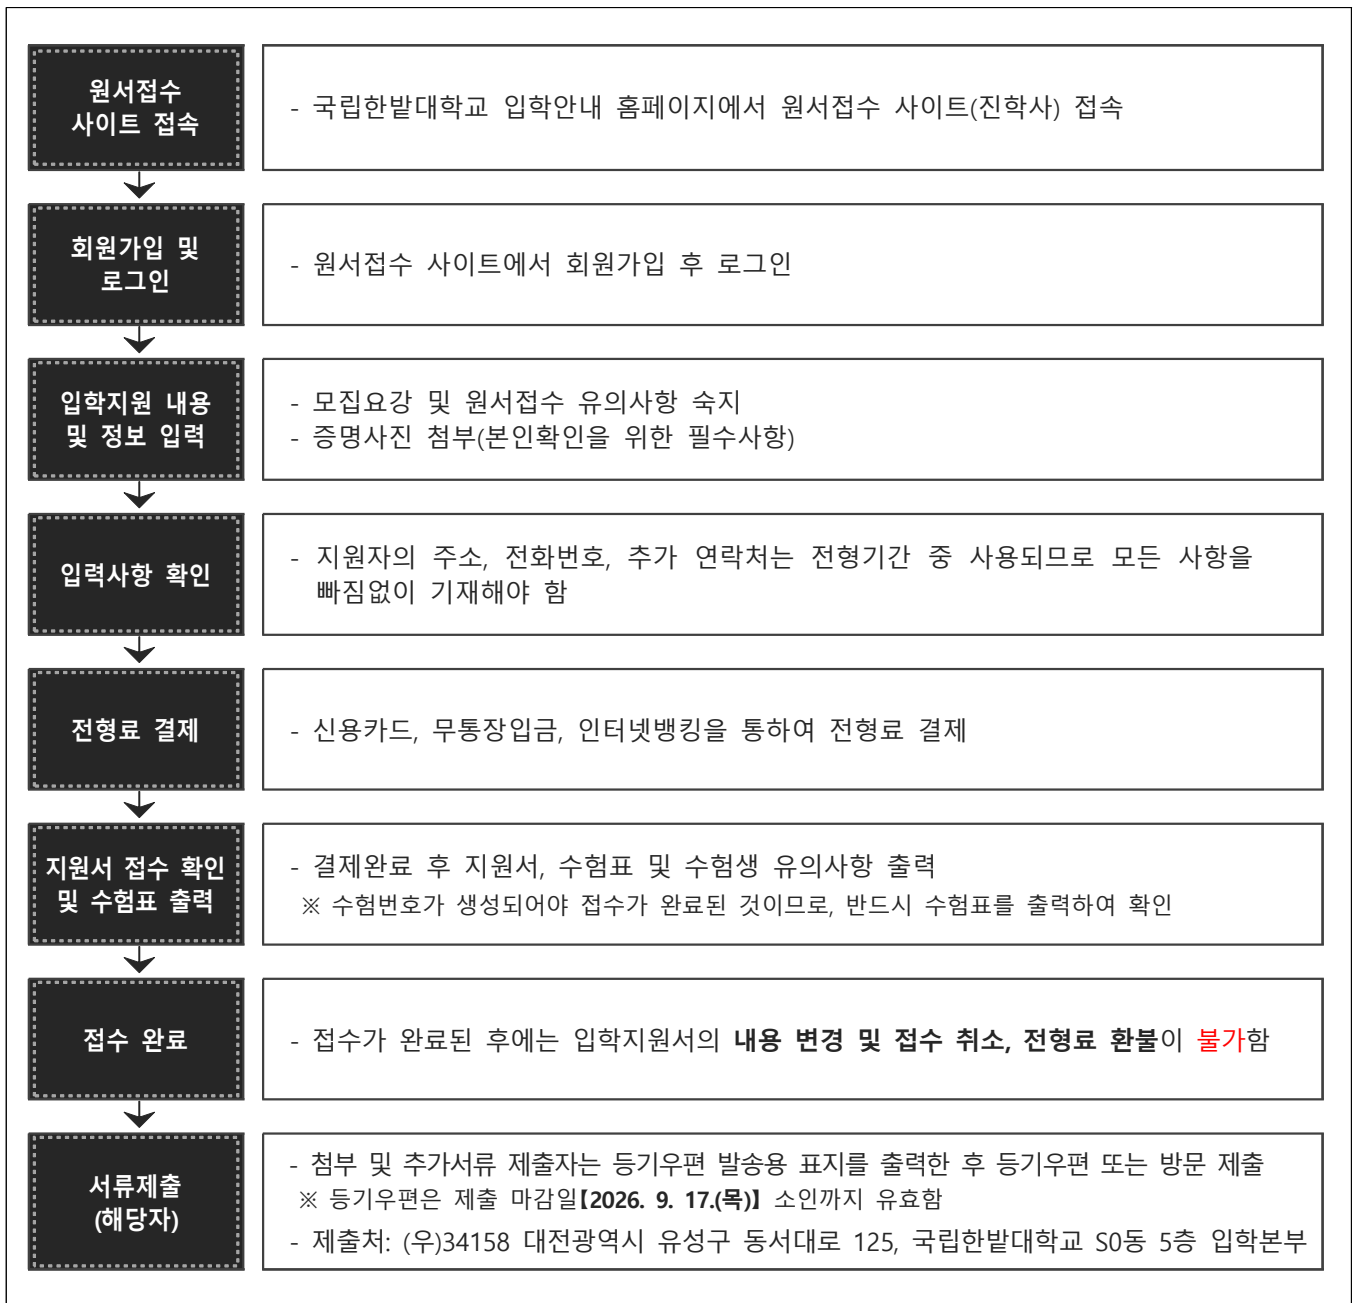 원서접수
사이트 접속
- 국립한밭대학교 입학안내 홈페이지에서 원서접수 사이트(진학사) 접속
회원가입 및
로그인
- 원서접수 사이트에서 회원가입 후 로그인
입학지원 내용
및 정보 입력
- 모집요강 및 원서접수 유의사항 숙지
- 증명사진 첨부(본인확인을 위한 필수사항)
입력사항 확인
- 지원자의 주소, 전화번호, 추가 연락처는 전형기간 중 사용되므로 모든 사항을
빠짐없이 기재해야 함
전형료 결제
- 신용카드, 무통장입금, 인터넷뱅킹을 통하여 전형료 결제
지원서 접수 확인
및 수험표 출력
- 결제완료 후 지원서, 수험표 및 수험생 유의사항 출력
※ 수험번호가 생성되어야 접수가 완료된 것이므로, 반드시 수험표를 출력하여 확인
접수 완료
- 접수가 완료된 후에는 입학지원서의 내용 변경 및 접수 취소, 전형료 환불이 불가함
서류제출
(해당자)
- 첨부 및 추가서류 제출자는 등기우편 발송용 표지를 출력한 후 등기우편 또는 방문 제출
※ 등기우편은 제출 마감일【2026. 9. 17.(목)】 소인까지 유효함
- 제출처: (우)34158 대전광역시 유성구 동서대로 125, 국립한밭대학교 S0동 5층 입학본부